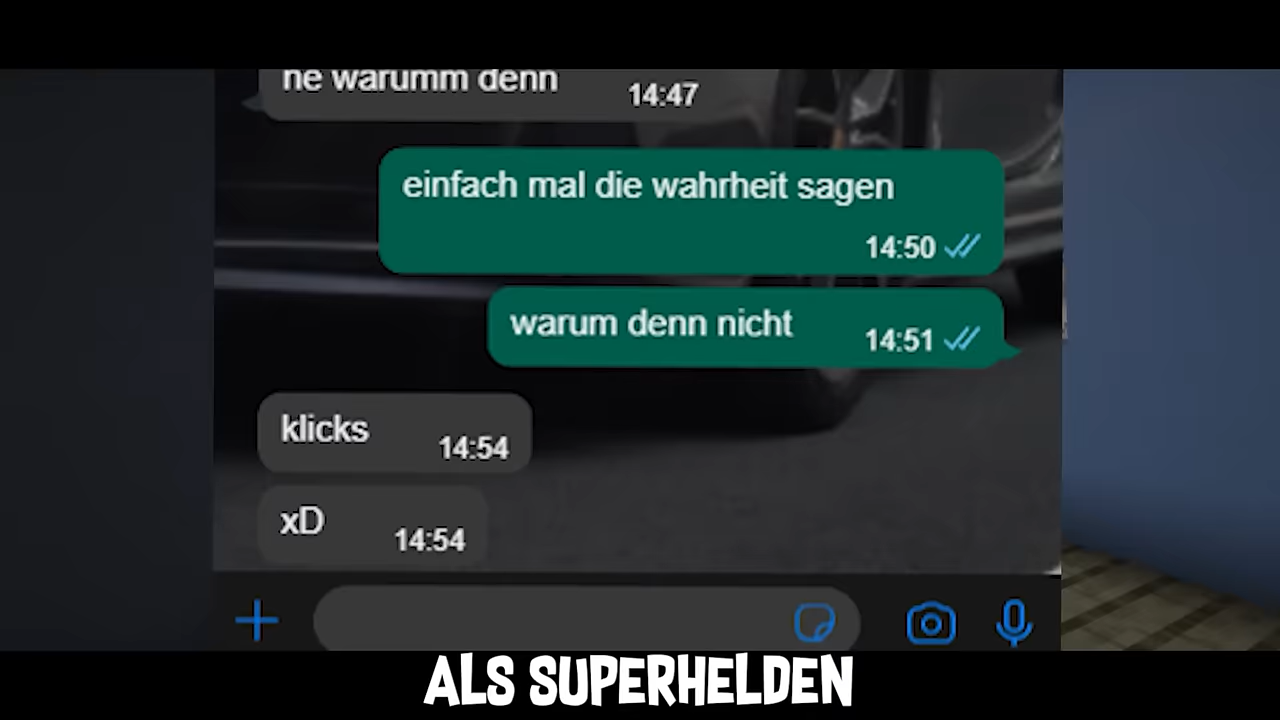 ne warumm denn 14:47
einfach mal die wahrheit sagen
14:50
warum denn nicht 14:51
klicks 14:54
xD 14:54
ALS SUPERHELDEN